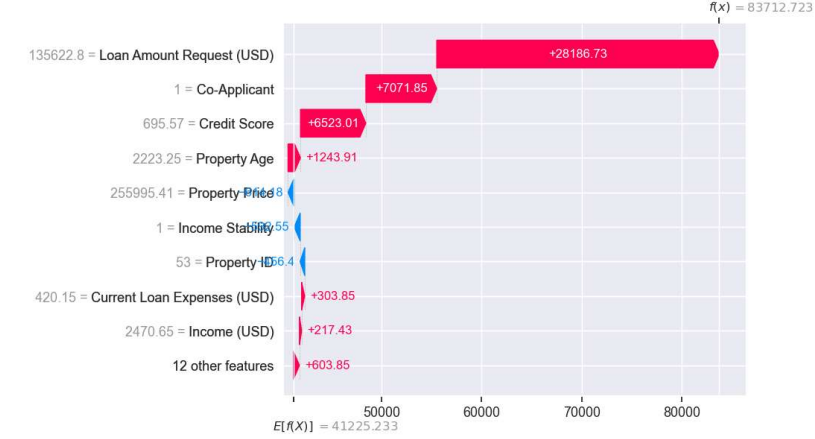 f(x) = 83712.723
135622.8 = Loan Amount Request (USD)
+28186.73
1 = Co-Applicant
+7071.85
695.57 = Credit Score
+6523.01
2223.25 = Property Age
+1243.91
255995.41 = Property Price
1 = Income Stability
53 = Property ID
420.15 = Current Loan Expenses (USD)
+303.85
2470.65 = Income (USD)
+217.43
12 other features
+603.85
50000 60000 70000 80000
E[f(X)] = 41225.233